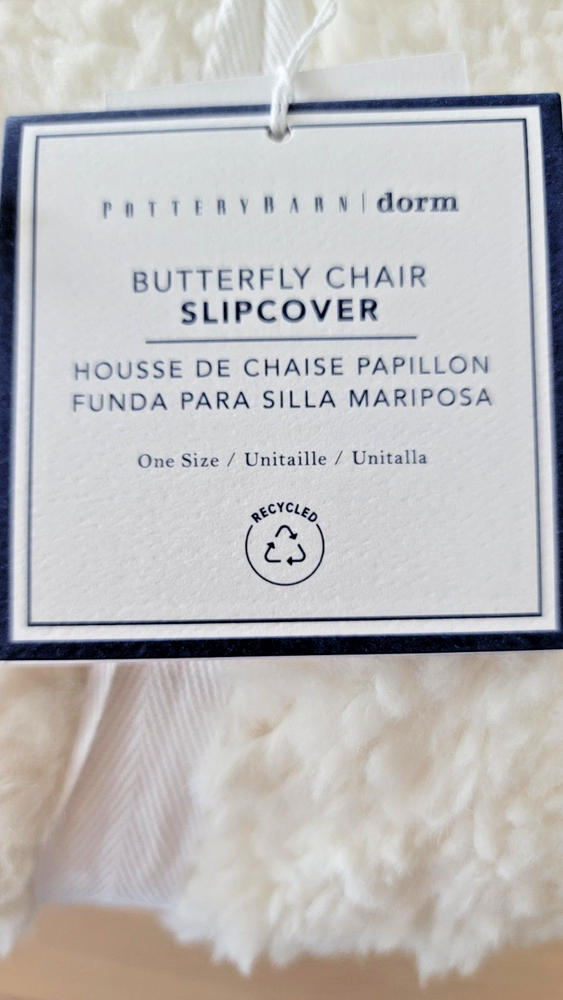 POTTERYBARN | dorm
BUTTERFLY CHAIR
SLIPCOVER
HOUSSE DE CHAISE PAPILLON
FUNDA PARA SILLA MARIPOSA
One Size / Unitaille / Unitalla
RECYCLED